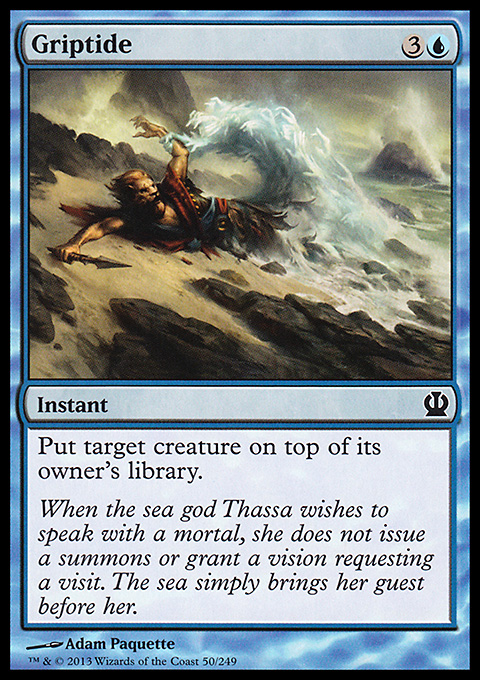 Griptide 3
Instant
Put target creature on top of its
owner's library.
When the sea god Thassa wishes to
speak with a mortal, she does not issue
a summons or grant a vision requesting
a visit. The sea simply brings her guest
before her.
Adam Paquette
™ & © 2013 Wizards of the Coast 50/249